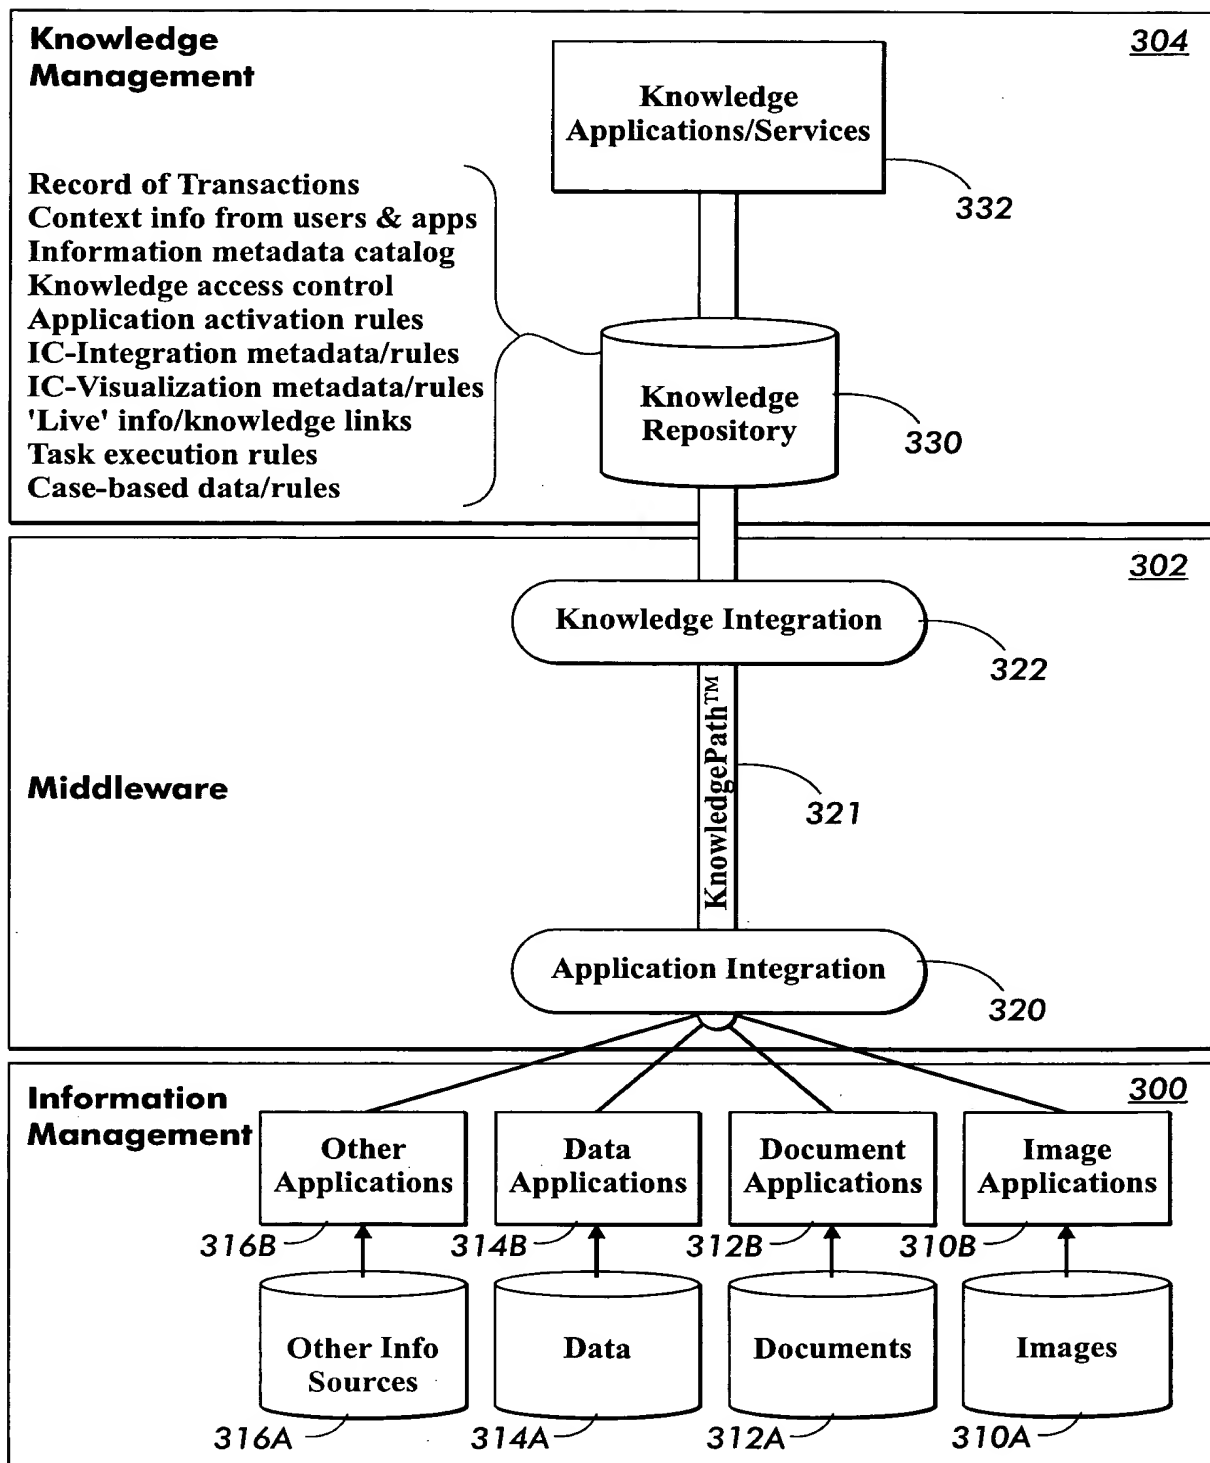 Knowledge
Management
304
Knowledge
Applications/Services
332
Record of Transactions
Context info from users & apps
Information metadata catalog
Knowledge access control
Application activation rules
IC-Integration metadata/rules
IC-Visualization metadata/rules
'Live' info/knowledge links
Task execution rules
Case-based data/rules
Knowledge
Repository
330
302
Knowledge Integration
322
KnowledgePath™
Middleware
321
Application Integration
320
Information
Management
300
Other
Applications
Data
Applications
Document
Applications
Image
Applications
316B
314B
312B
310B
Other Info
Sources
Data
Documents
Images
316A
314A
312A
310A